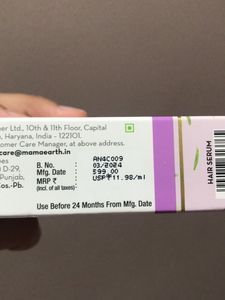 er Ltd., 10th & 11th Floor, Capital
, Haryana, India - 122101.
omer Care Manager, at above address.
care@mamaearth.in
es
D-29,
Punjab,
Cos.-Pb.
B. No. : AN4C009
Mfg. Date : 03/2024
MRP ₹ : 599.00
(Incl. of all taxes) USP₹11.98/ml
Use Before 24 Months From Mfg. Date
HAIR SERUM